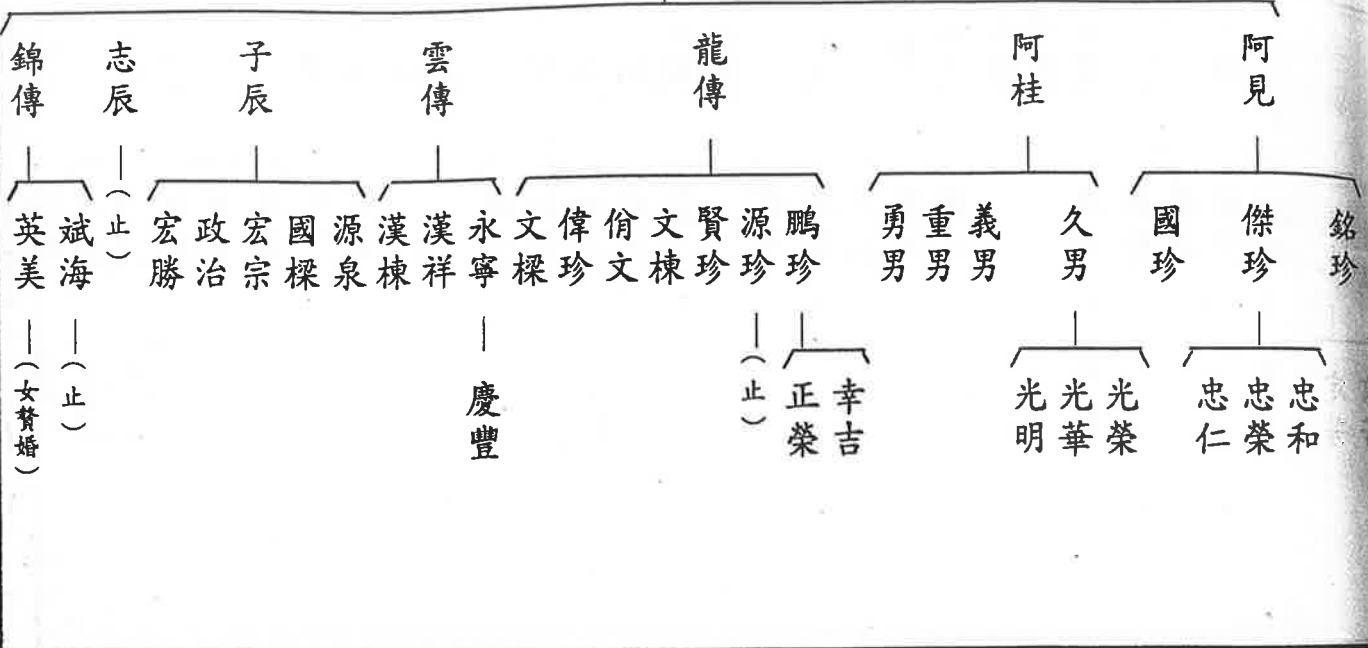 阿見
阿桂
龍傳
雲傳
子辰
志辰
錦傳
銘珍
傑珍
國珍
久男
義男
重男
勇男
鵬珍
源珍
賢珍
文棟
佾文
偉珍
文樑
永寧
漢祥
漢棟
源泉
國樑
宏宗
政治
宏勝
（止）
斌海
英美
忠和
忠榮
忠仁
光榮
光華
光明
幸吉
正榮
（止）
慶豐
（止）
（女贅婚）